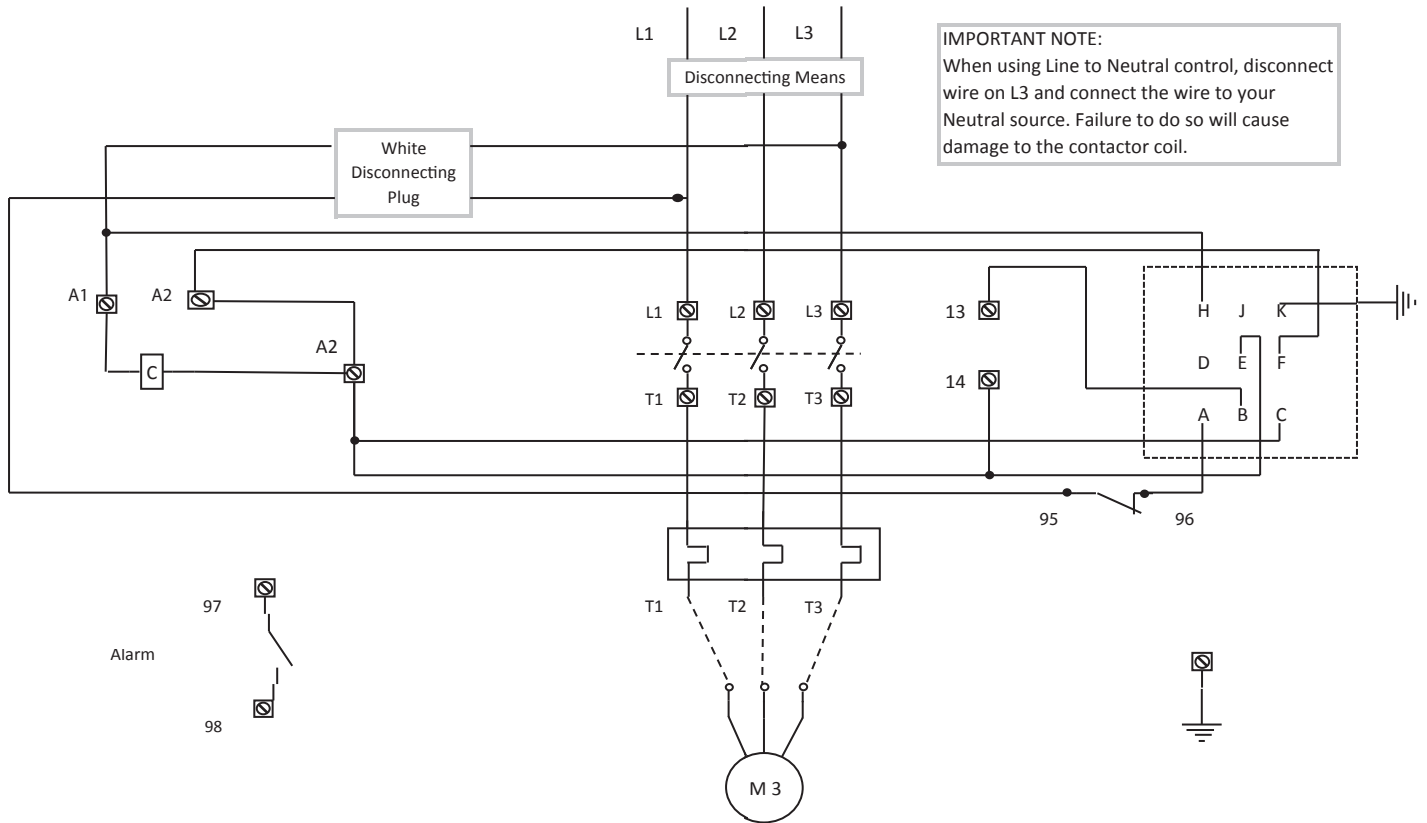 L1 L2 L3
IMPORTANT NOTE:
When using Line to Neutral control, disconnect
wire on L3 and connect the wire to your
Neutral source. Failure to do so will cause
damage to the contactor coil.
Disconnecting Means
White
Disconnecting
Plug
A1 A2
L1 L2 L3 13
H J K
A2
D E F
C
14
T1 T2 T3
A B C
95 96
97
T1 T2 T3
Alarm
98
M 3